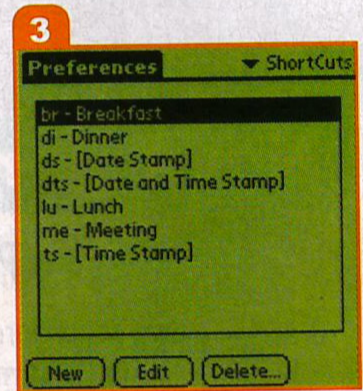 3
Preferences ShortCuts
br - Breakfast
di - Dinner
ds - [Date Stamp]
dts - [Date and Time Stamp]
lu - Lunch
me - Meeting
ts - [Time Stamp]
New Edit Delete...